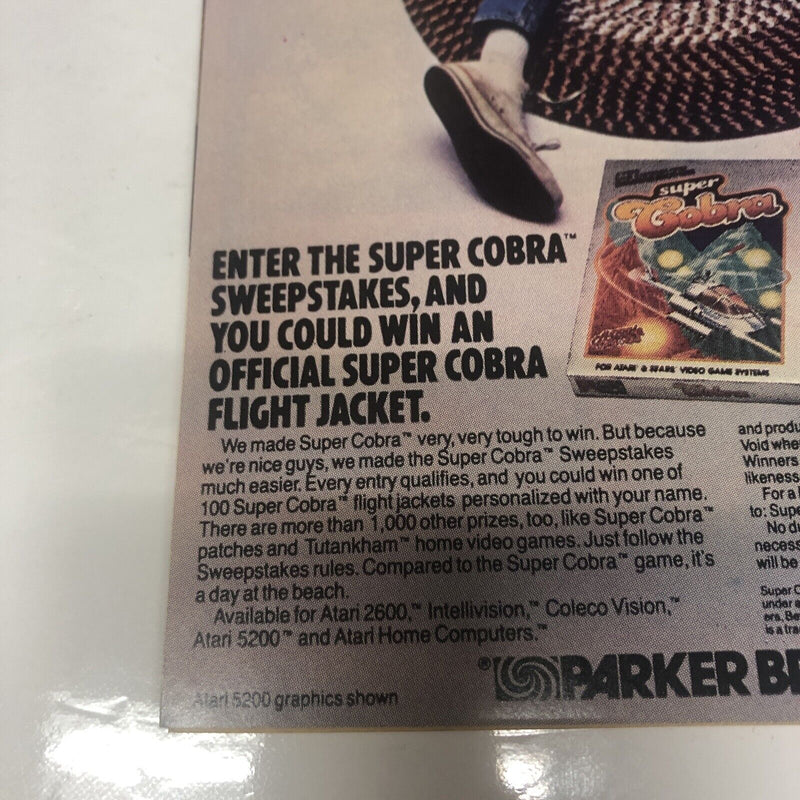 super
Cobra
FOR ATARI & SEARS VIDEO GAME SYSTEMS
ENTER THE SUPER COBRA™
SWEEPSTAKES, AND
YOU COULD WIN AN
OFFICIAL SUPER COBRA
FLIGHT JACKET.
We made Super Cobra™ very, very tough to win. But because
we're nice guys, we made the Super Cobra™ Sweepstakes
much easier. Every entry qualifies, and you could win one of
100 Super Cobra™ flight jackets personalized with your name.
There are more than 1,000 other prizes, too, like Super Cobra™
patches and Tutankham™ home video games. Just follow the
Sweepstakes rules. Compared to the Super Cobra™ game, it's
a day at the beach.
Available for Atari 2600,™ Intellivision,™ Coleco Vision,™
Atari 5200™ and Atari Home Computers.™
Atari 5200 graphics shown
® PARKER
and
Void
Winners
likeness
For a
to:
No
necess
will be
Super
under
is a